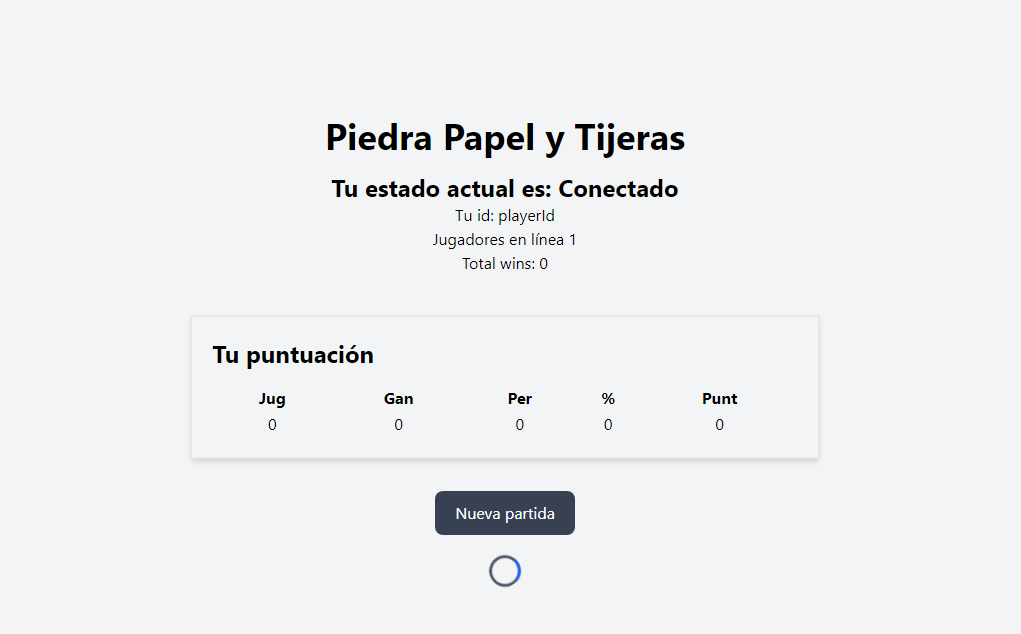 Piedra Papel y Tijeras
Tu estado actual es: Conectado
Tu id: playerId
Jugadores en línea 1
Total wins: 0
Tu puntuación
Jug Gan Per % Punt
0 0 0 0 0
Nueva partida